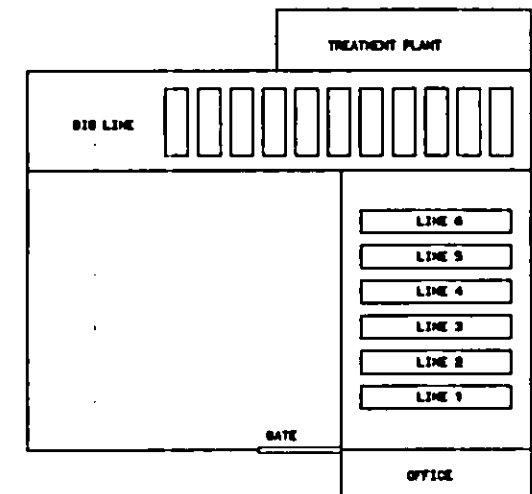 TREATMENT PLANT
BIG LINE
LINE 6
LINE 5
LINE 4
LINE 3
LINE 2
LINE 1
GATE
OFFICE